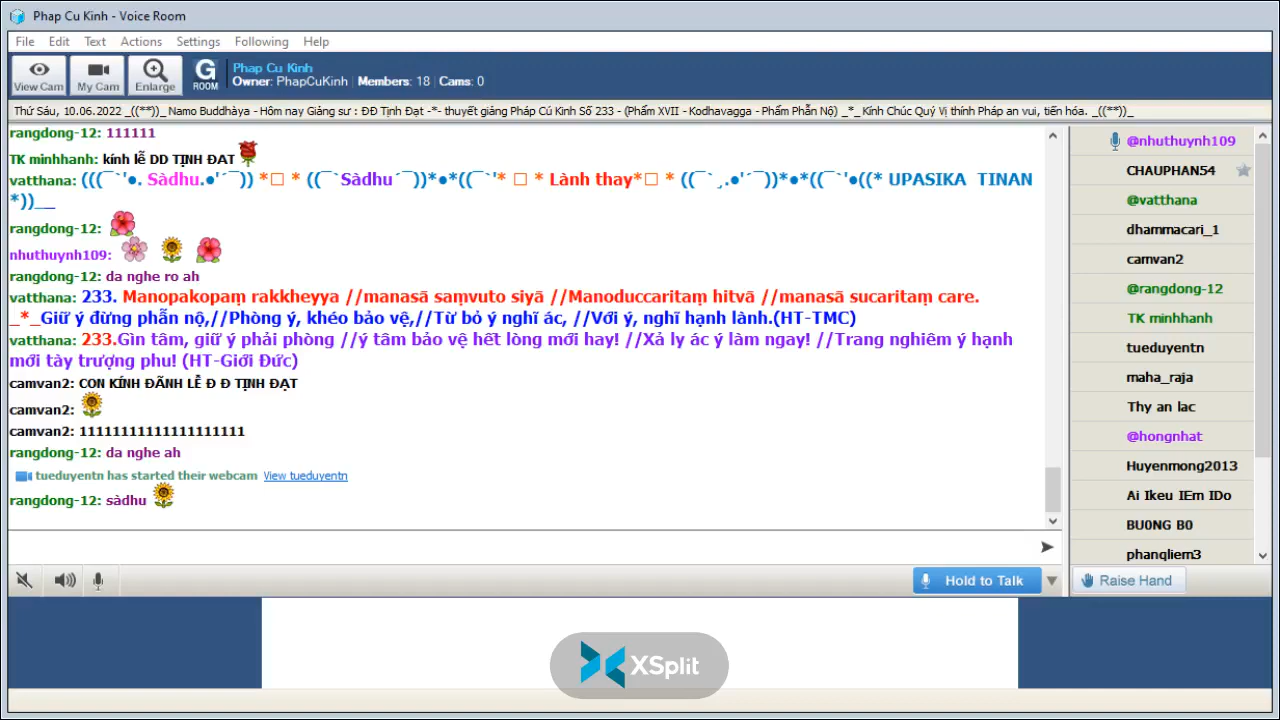 Phap Cu Kinh - Voice Room
File Edit Text Actions Settings Following Help
View Cam My Cam Enlarge G ROOM
Phap Cu Kinh
Owner: PhapCuKinh Members: 18 Cams: 0
Thứ Sáu, 10.06.2022 _((**))_ Namo Buddhàya - Hôm nay Giảng sư : ĐĐ Tịnh Đạt -*- thuyết giảng Pháp Cú Kinh Số 233 - (Phẩm XVII - Kodhavagga - Phẩm Phẫn Nộ) _*_ Kính Chúc Quý Vị thính Pháp an vui, tiến hóa. _((**))_
rangdong-12: 111111
TK minhhanh: kính lễ DD TỊNH ĐẠT
vatthana: (((¯`'●. Sàdhu.●'´¯)) *□ * ((¯`Sàdhu´¯))*●*((¯`'* □ * Lành thay*□ * ((¯`¸.●'´¯))*●*((¯`'●((* UPASIKA TINAN
*))__
rangdong-12:
nhuthuynh109:
rangdong-12: da nghe ro ah
vatthana: 233. Manopakopaṃ rakkheyya //manasā saṃvuto siyā //Manoduccaritaṃ hitvā //manasā sucaritaṃ care.
_*_Giữ ý đừng phẫn nộ,//Phòng ý, khéo bảo vệ,//Từ bỏ ý nghĩ ác, //Với ý, nghĩ hạnh lành.(HT-TMC)
vatthana: 233.Gìn tâm, giữ ý phải phòng //ý tâm bảo vệ hết lòng mới hay! //Xả ly ác ý làm ngay! //Trang nghiêm ý hạnh
mới tày trượng phu! (HT-Giới Đức)
camvan2: CON KÍNH ĐÃNH LỄ Đ Đ TỊNH ĐẠT
camvan2:
camvan2: 11111111111111111111
rangdong-12: da nghe ah
tueduyentn has started their webcam View tueduyentn
rangdong-12: sàdhu
@nhuthuynh109
CHAUPHAN54
@vatthana
dhammacari_1
camvan2
@rangdong-12
TK minhhanh
tueduyentn
maha_raja
Thy an lac
@hongnhat
Huyenmong2013
Ai Ikeu IEm IDo
BU0NG B0
phangliem3
Hold to Talk
Raise Hand
XSplit